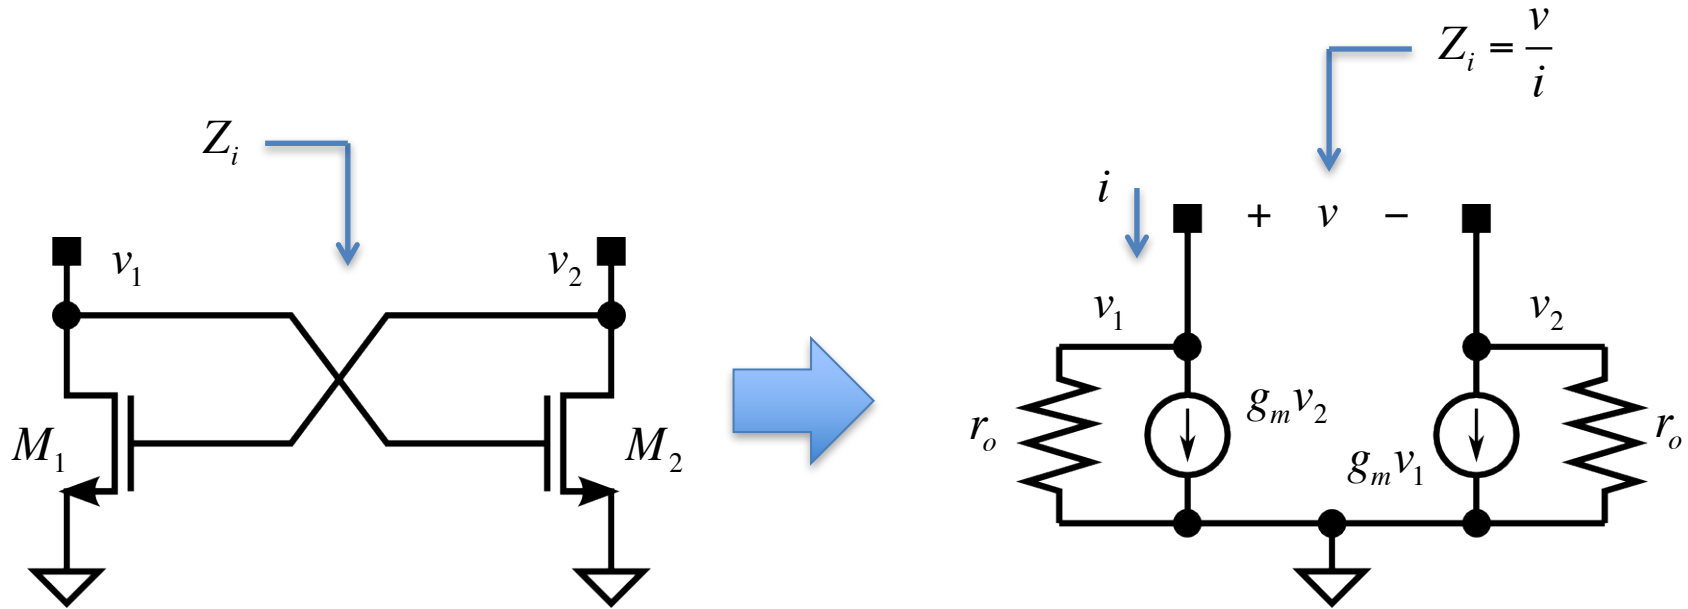 Z_i
v_1
v_2
M_1
M_2
Z_i = v/i
i
+ v −
v_1
v_2
r_o
g_m v_2
g_m v_1
r_o